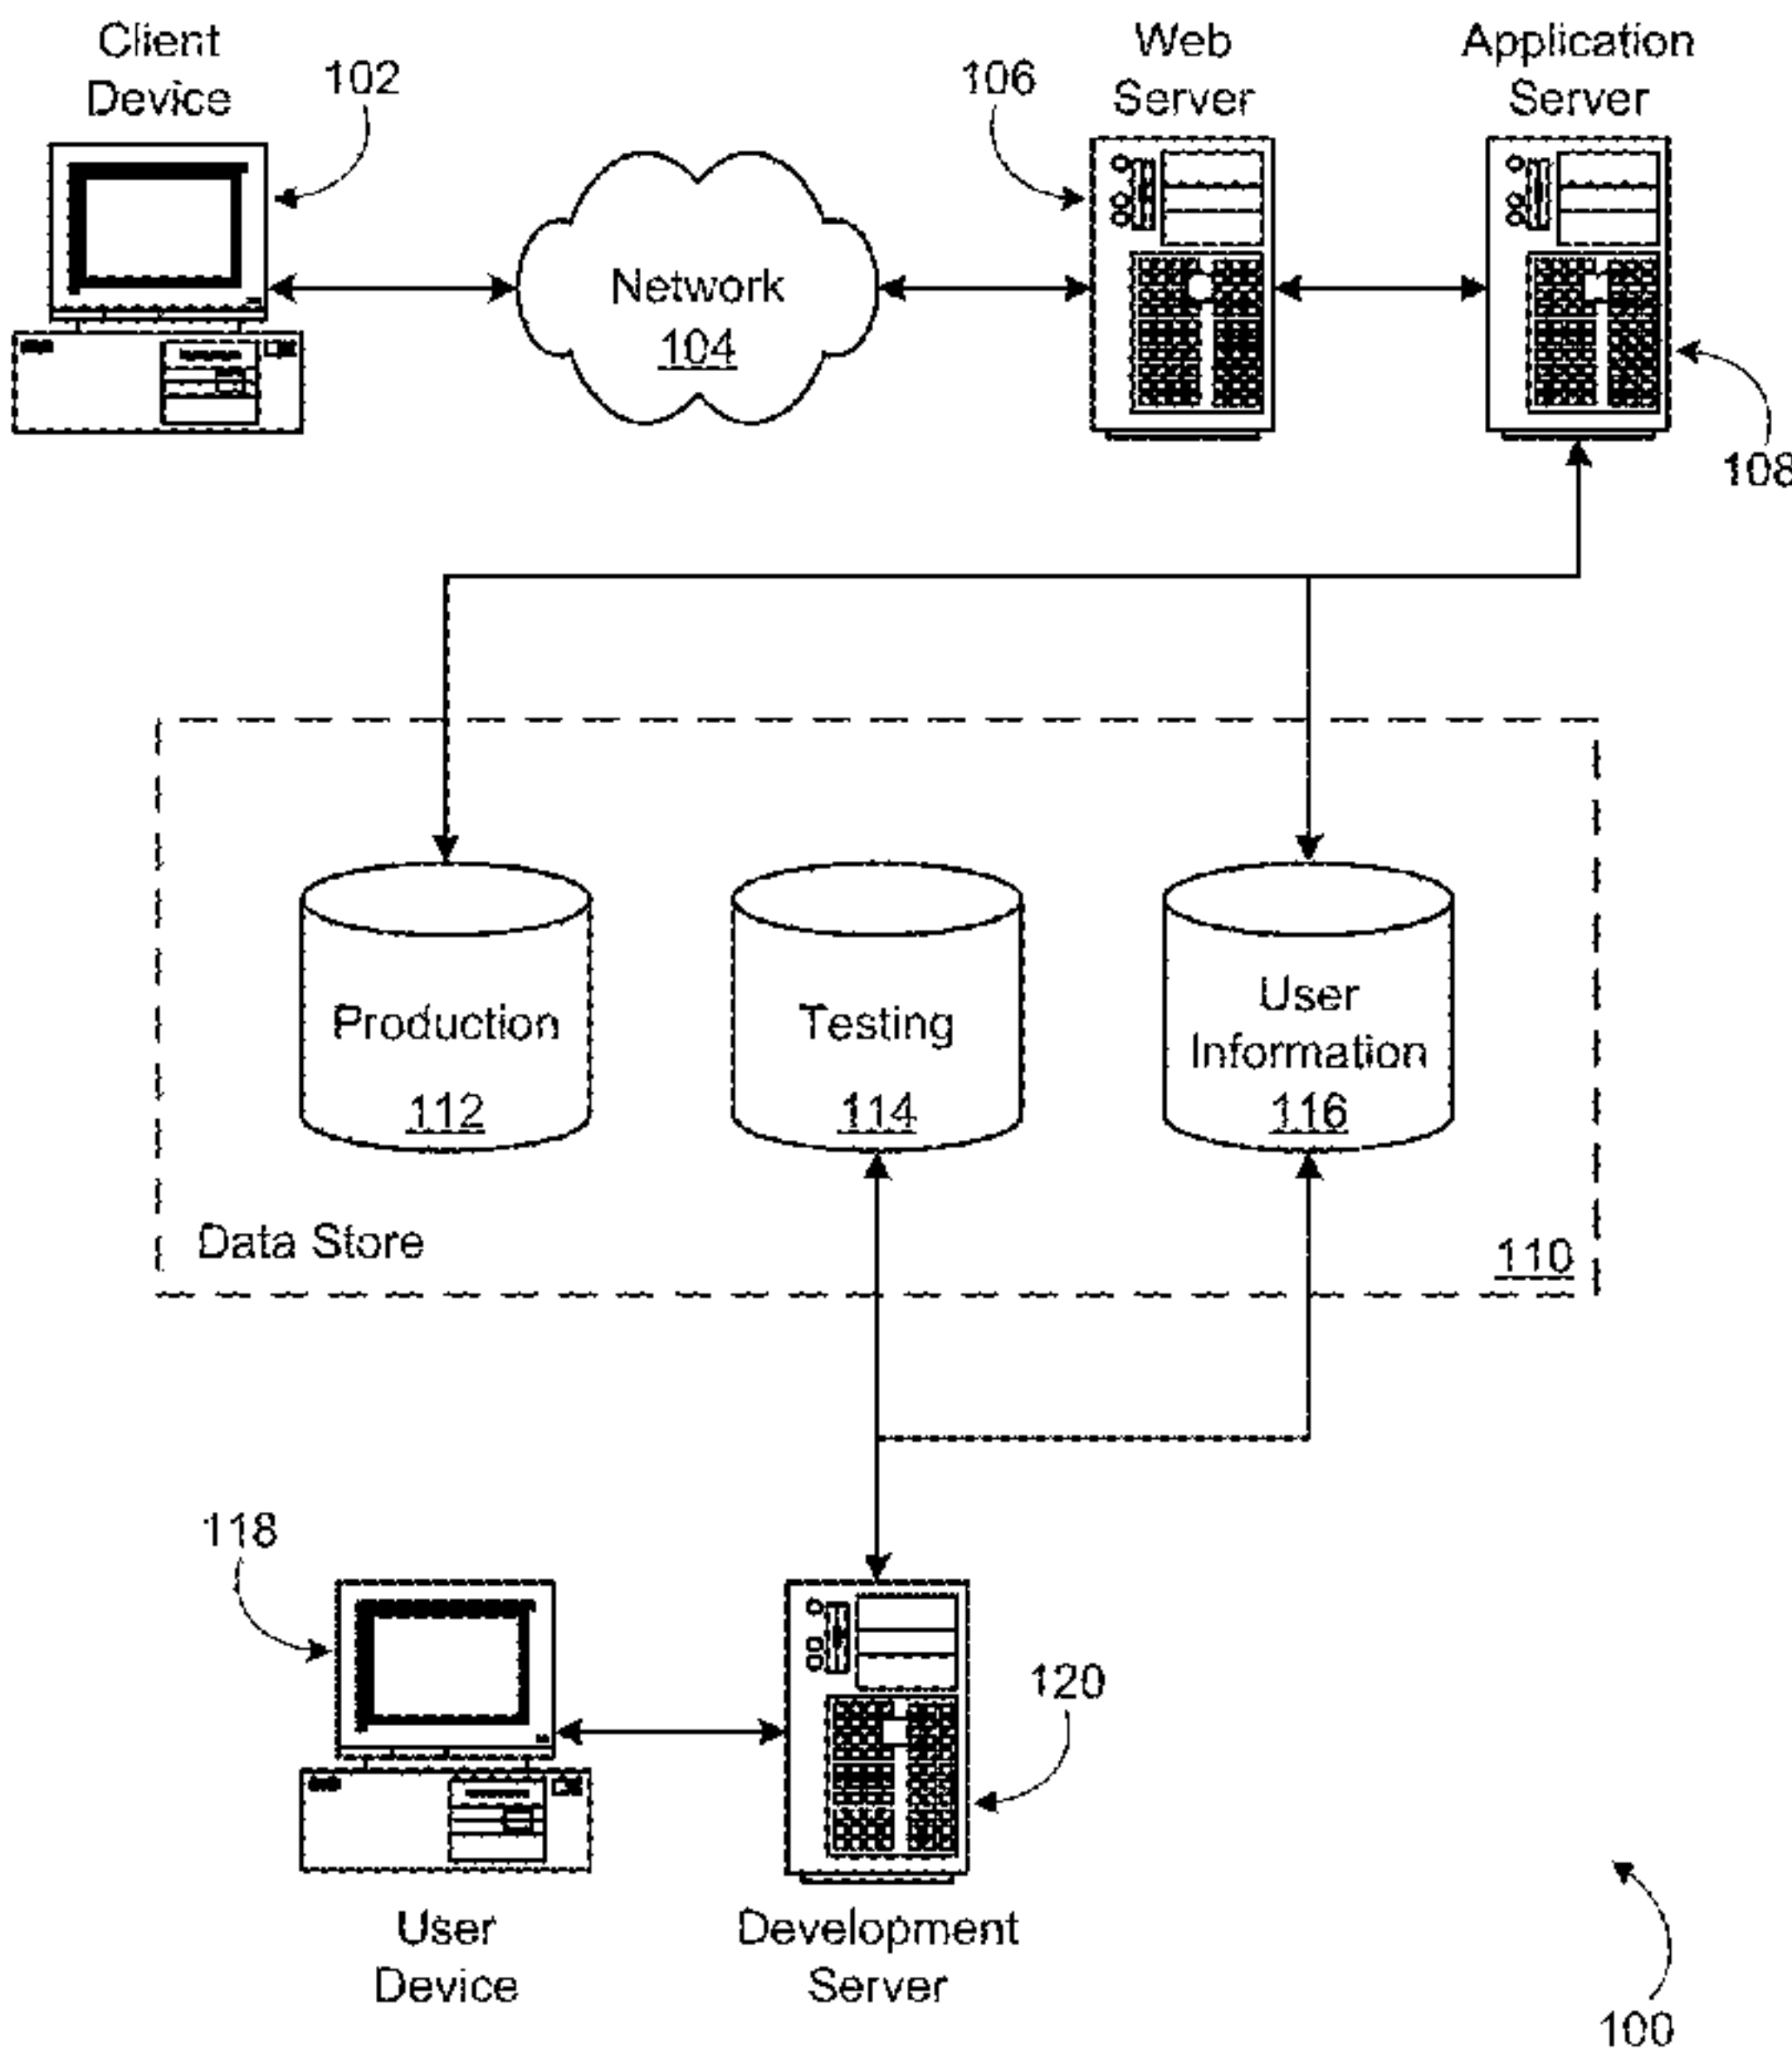 Client
Device
102
106
Web
Server
Application
Server
Network
104
108
Production
112
Testing
114
User
Information
116
Data Store
110
118
120
User
Device
Development
Server
100